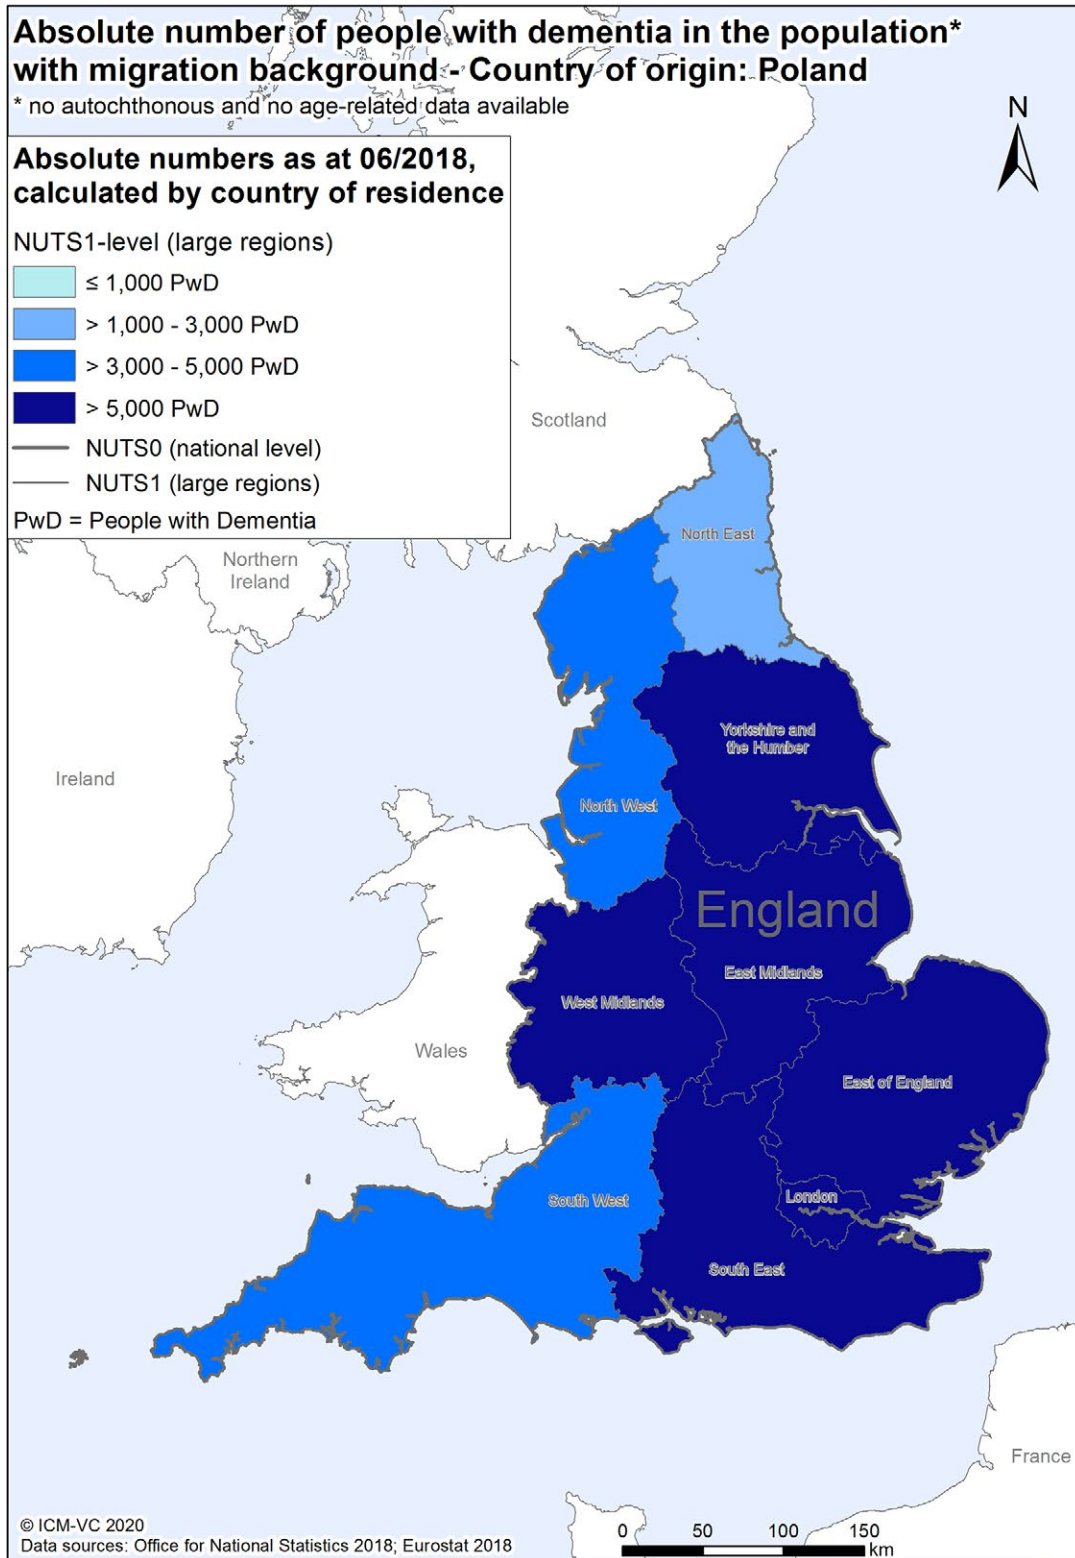 Absolute number of people with dementia in the population*
with migration background - Country of origin: Poland
* no autochthonous and no age-related data available
N
Absolute numbers as at 06/2018,
calculated by country of residence
NUTS1-level (large regions)
≤ 1,000 PwD
> 1,000 - 3,000 PwD
> 3,000 - 5,000 PwD
> 5,000 PwD
NUTS0 (national level)
NUTS1 (large regions)
PwD = People with Dementia
Scotland
North East
Northern
Ireland
Yorkshire and
the Humber
Ireland
North West
England
East Midlands
West Midlands
Wales
East of England
London
South West
South East
France
© ICM-VC 2020
Data sources: Office for National Statistics 2018; Eurostat 2018
0 50 100 150
km